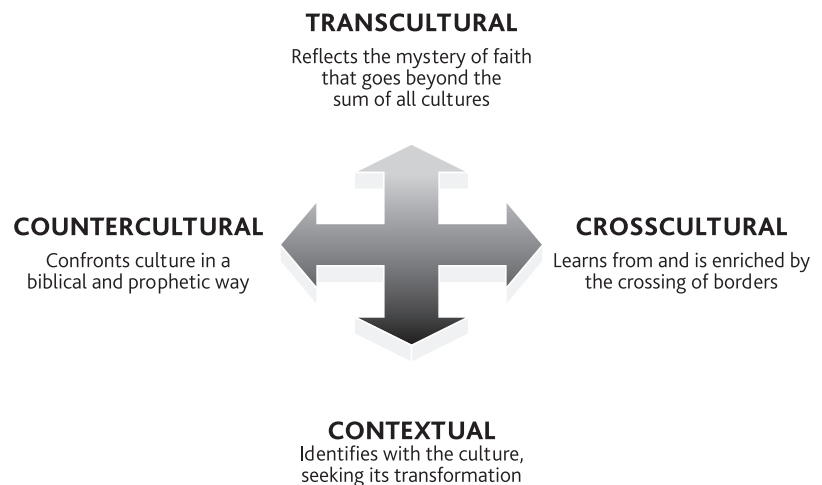 TRANSCULTURAL
Reflects the mystery of faith
that goes beyond the
sum of all cultures
COUNTERCULTURAL
Confronts culture in a
biblical and prophetic way
CROSSCULTURAL
Learns from and is enriched by
the crossing of borders
CONTEXTUAL
Identifies with the culture,
seeking its transformation